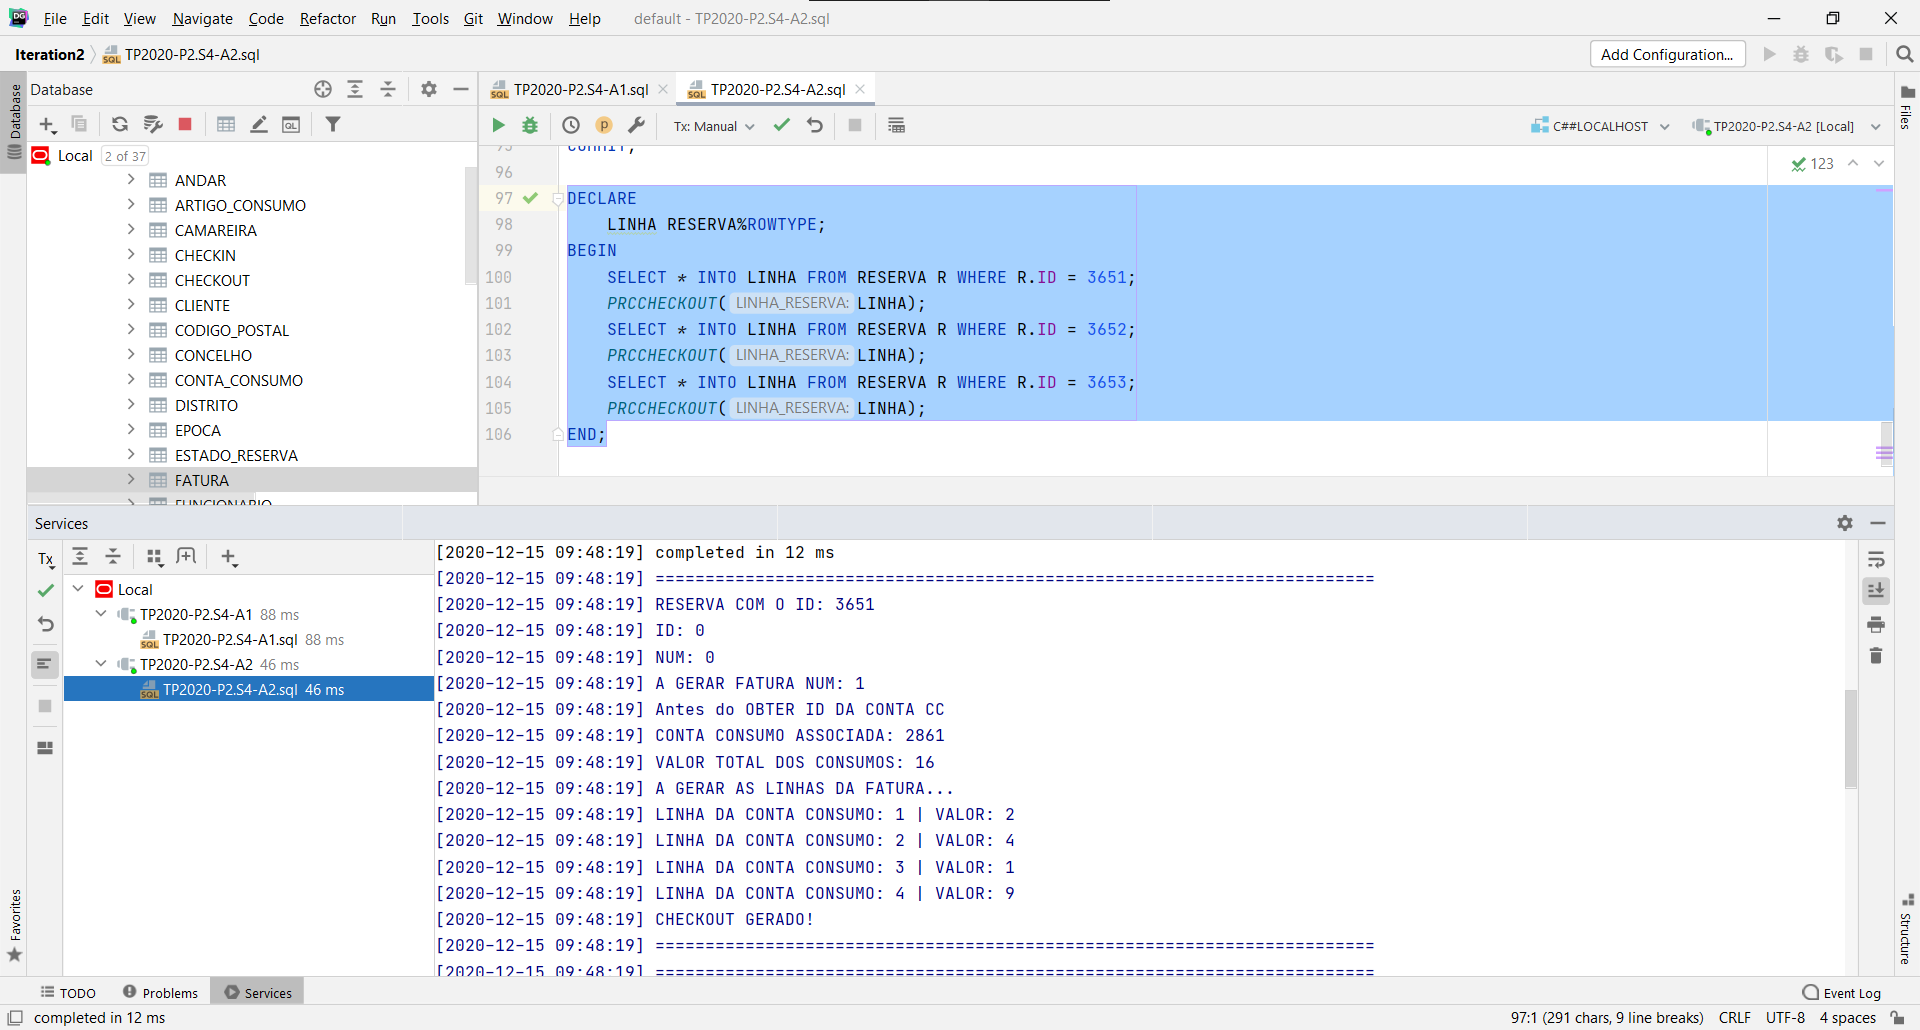 File Edit View Navigate Code Refactor Run Tools Git Window Help default - TP2020-P2.S4-A2.sql
Iteration2 TP2020-P2.S4-A2.sql Add Configuration...
Database
TP2020-P2.S4-A1.sql TP2020-P2.S4-A2.sql
Tx: Manual C##LOCALHOST TP2020-P2.S4-A2 [Local]
Database
Files
Local 2 of 37
ANDAR
ARTIGO_CONSUMO
CAMAREIRA
CHECKIN
CHECKOUT
CLIENTE
CODIGO_POSTAL
CONCELHO
CONTA_CONSUMO
DISTRITO
EPOCA
ESTADO_RESERVA
FATURA
FUNCIONARIO
123
95 COMMIT;
96
97 DECLARE
98 LINHA RESERVA%ROWTYPE;
99 BEGIN
100 SELECT * INTO LINHA FROM RESERVA R WHERE R.ID = 3651;
101 PRCCHECKOUT( LINHA_RESERVA: LINHA);
102 SELECT * INTO LINHA FROM RESERVA R WHERE R.ID = 3652;
103 PRCCHECKOUT( LINHA_RESERVA: LINHA);
104 SELECT * INTO LINHA FROM RESERVA R WHERE R.ID = 3653;
105 PRCCHECKOUT( LINHA_RESERVA: LINHA);
106 END;
Services
Tx
Local
TP2020-P2.S4-A1 88 ms
TP2020-P2.S4-A1.sql 88 ms
TP2020-P2.S4-A2 46 ms
TP2020-P2.S4-A2.sql 46 ms
[2020-12-15 09:48:19] completed in 12 ms
[2020-12-15 09:48:19] ========================================================================
[2020-12-15 09:48:19] RESERVA COM O ID: 3651
[2020-12-15 09:48:19] ID: 0
[2020-12-15 09:48:19] NUM: 0
[2020-12-15 09:48:19] A GERAR FATURA NUM: 1
[2020-12-15 09:48:19] Antes do OBTER ID DA CONTA CC
[2020-12-15 09:48:19] CONTA CONSUMO ASSOCIADA: 2861
[2020-12-15 09:48:19] VALOR TOTAL DOS CONSUMOS: 16
[2020-12-15 09:48:19] A GERAR AS LINHAS DA FATURA...
[2020-12-15 09:48:19] LINHA DA CONTA CONSUMO: 1 | VALOR: 2
[2020-12-15 09:48:19] LINHA DA CONTA CONSUMO: 2 | VALOR: 4
[2020-12-15 09:48:19] LINHA DA CONTA CONSUMO: 3 | VALOR: 1
[2020-12-15 09:48:19] LINHA DA CONTA CONSUMO: 4 | VALOR: 9
[2020-12-15 09:48:19] CHECKOUT GERADO!
[2020-12-15 09:48:19] ========================================================================
[2020-12-15 09:48:19] ========================================================================
Favorites
Structure
TODO Problems Services Event Log
completed in 12 ms 97:1 (291 chars, 9 line breaks) CRLF UTF-8 4 spaces